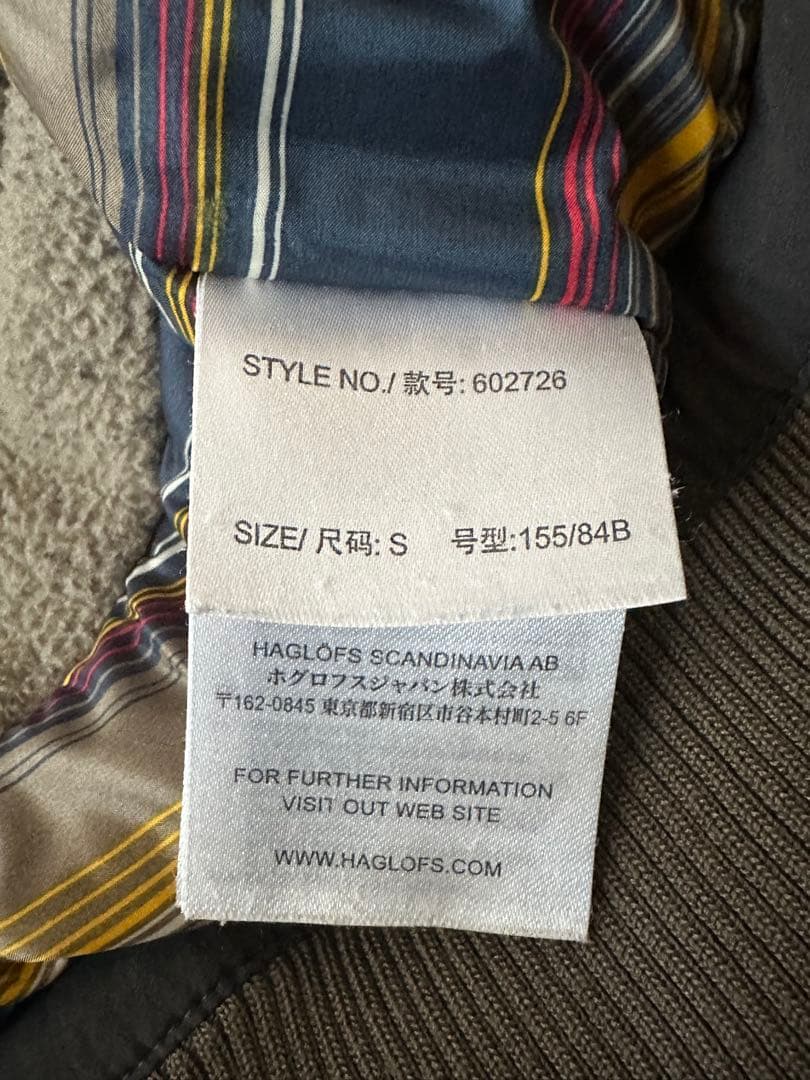 STYLE NO./ 款号: 602726
SIZE/ 尺码: S 号型:155/84B
HAGLÖFS SCANDINAVIA AB
ホグロフスジャパン株式会社
〒162-0845 東京都新宿区市谷本村町2-5 6F
FOR FURTHER INFORMATION
VISIT OUT WEB SITE
WWW.HAGLOFS.COM